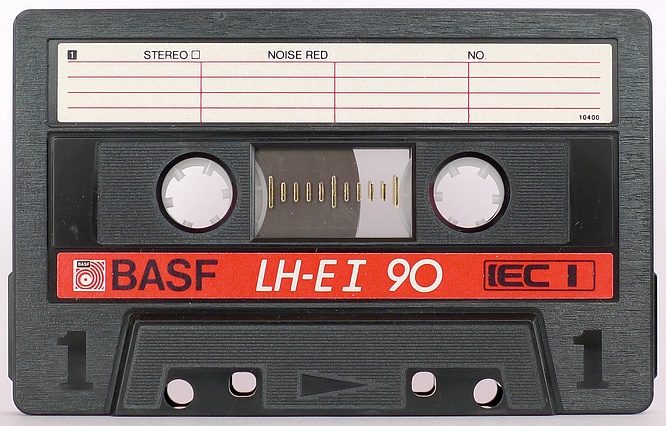 1 STEREO NOISE RED NO
10400
BASF BASF LH-E I 90 IEC I
1 1